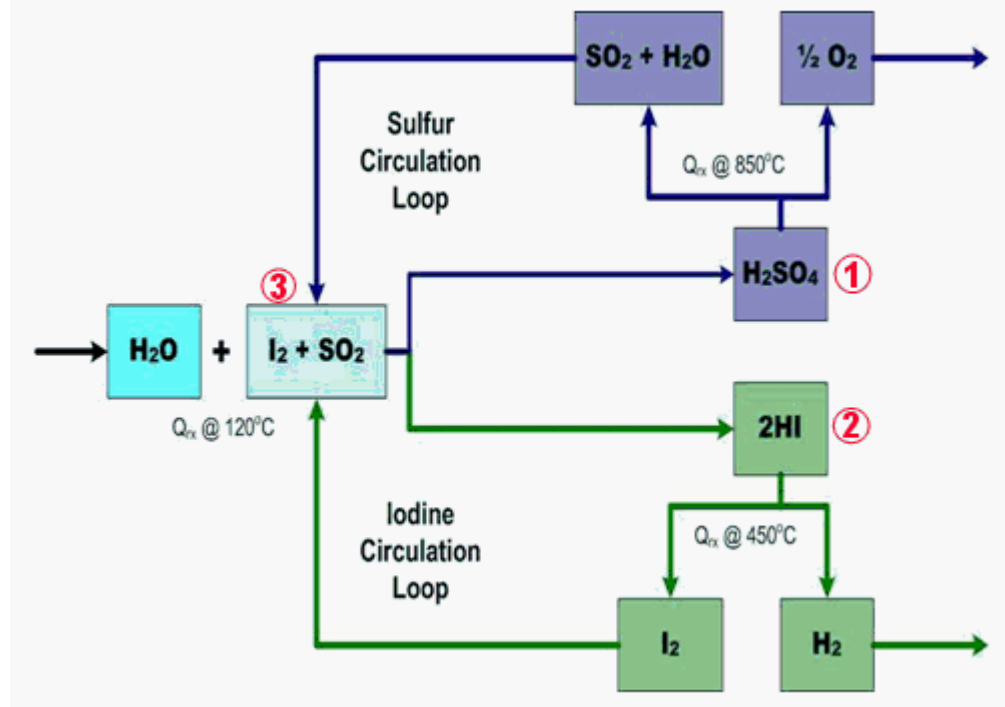 SO₂ + H₂O
½ O₂
Sulfur
Circulation
Loop
Qrx @ 850°C
H₂SO₄ ①
③
H₂O + I₂ + SO₂
Qrx @ 120°C
2HI ②
Iodine
Circulation
Loop
Qrx @ 450°C
I₂
H₂